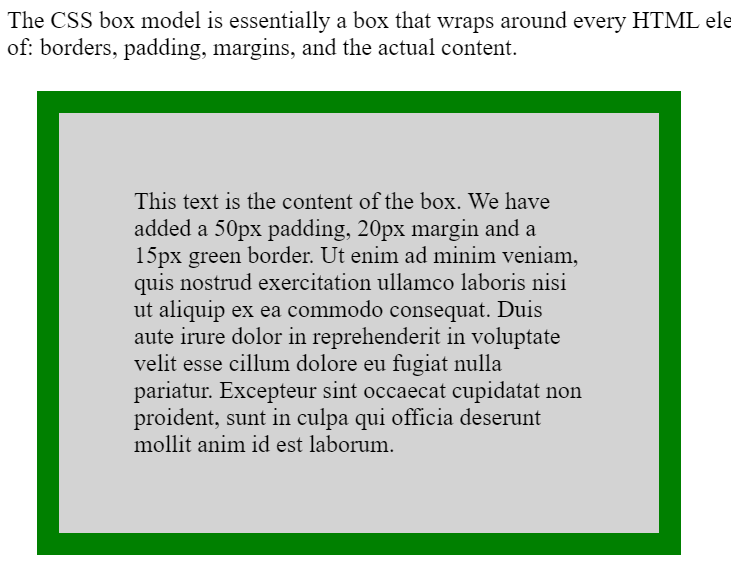 The CSS box model is essentially a box that wraps around every HTML ele
of: borders, padding, margins, and the actual content.
This text is the content of the box. We have
added a 50px padding, 20px margin and a
15px green border. Ut enim ad minim veniam,
quis nostrud exercitation ullamco laboris nisi
ut aliquip ex ea commodo consequat. Duis
aute irure dolor in reprehenderit in voluptate
velit esse cillum dolore eu fugiat nulla
pariatur. Excepteur sint occaecat cupidatat non
proident, sunt in culpa qui officia deserunt
mollit anim id est laborum.